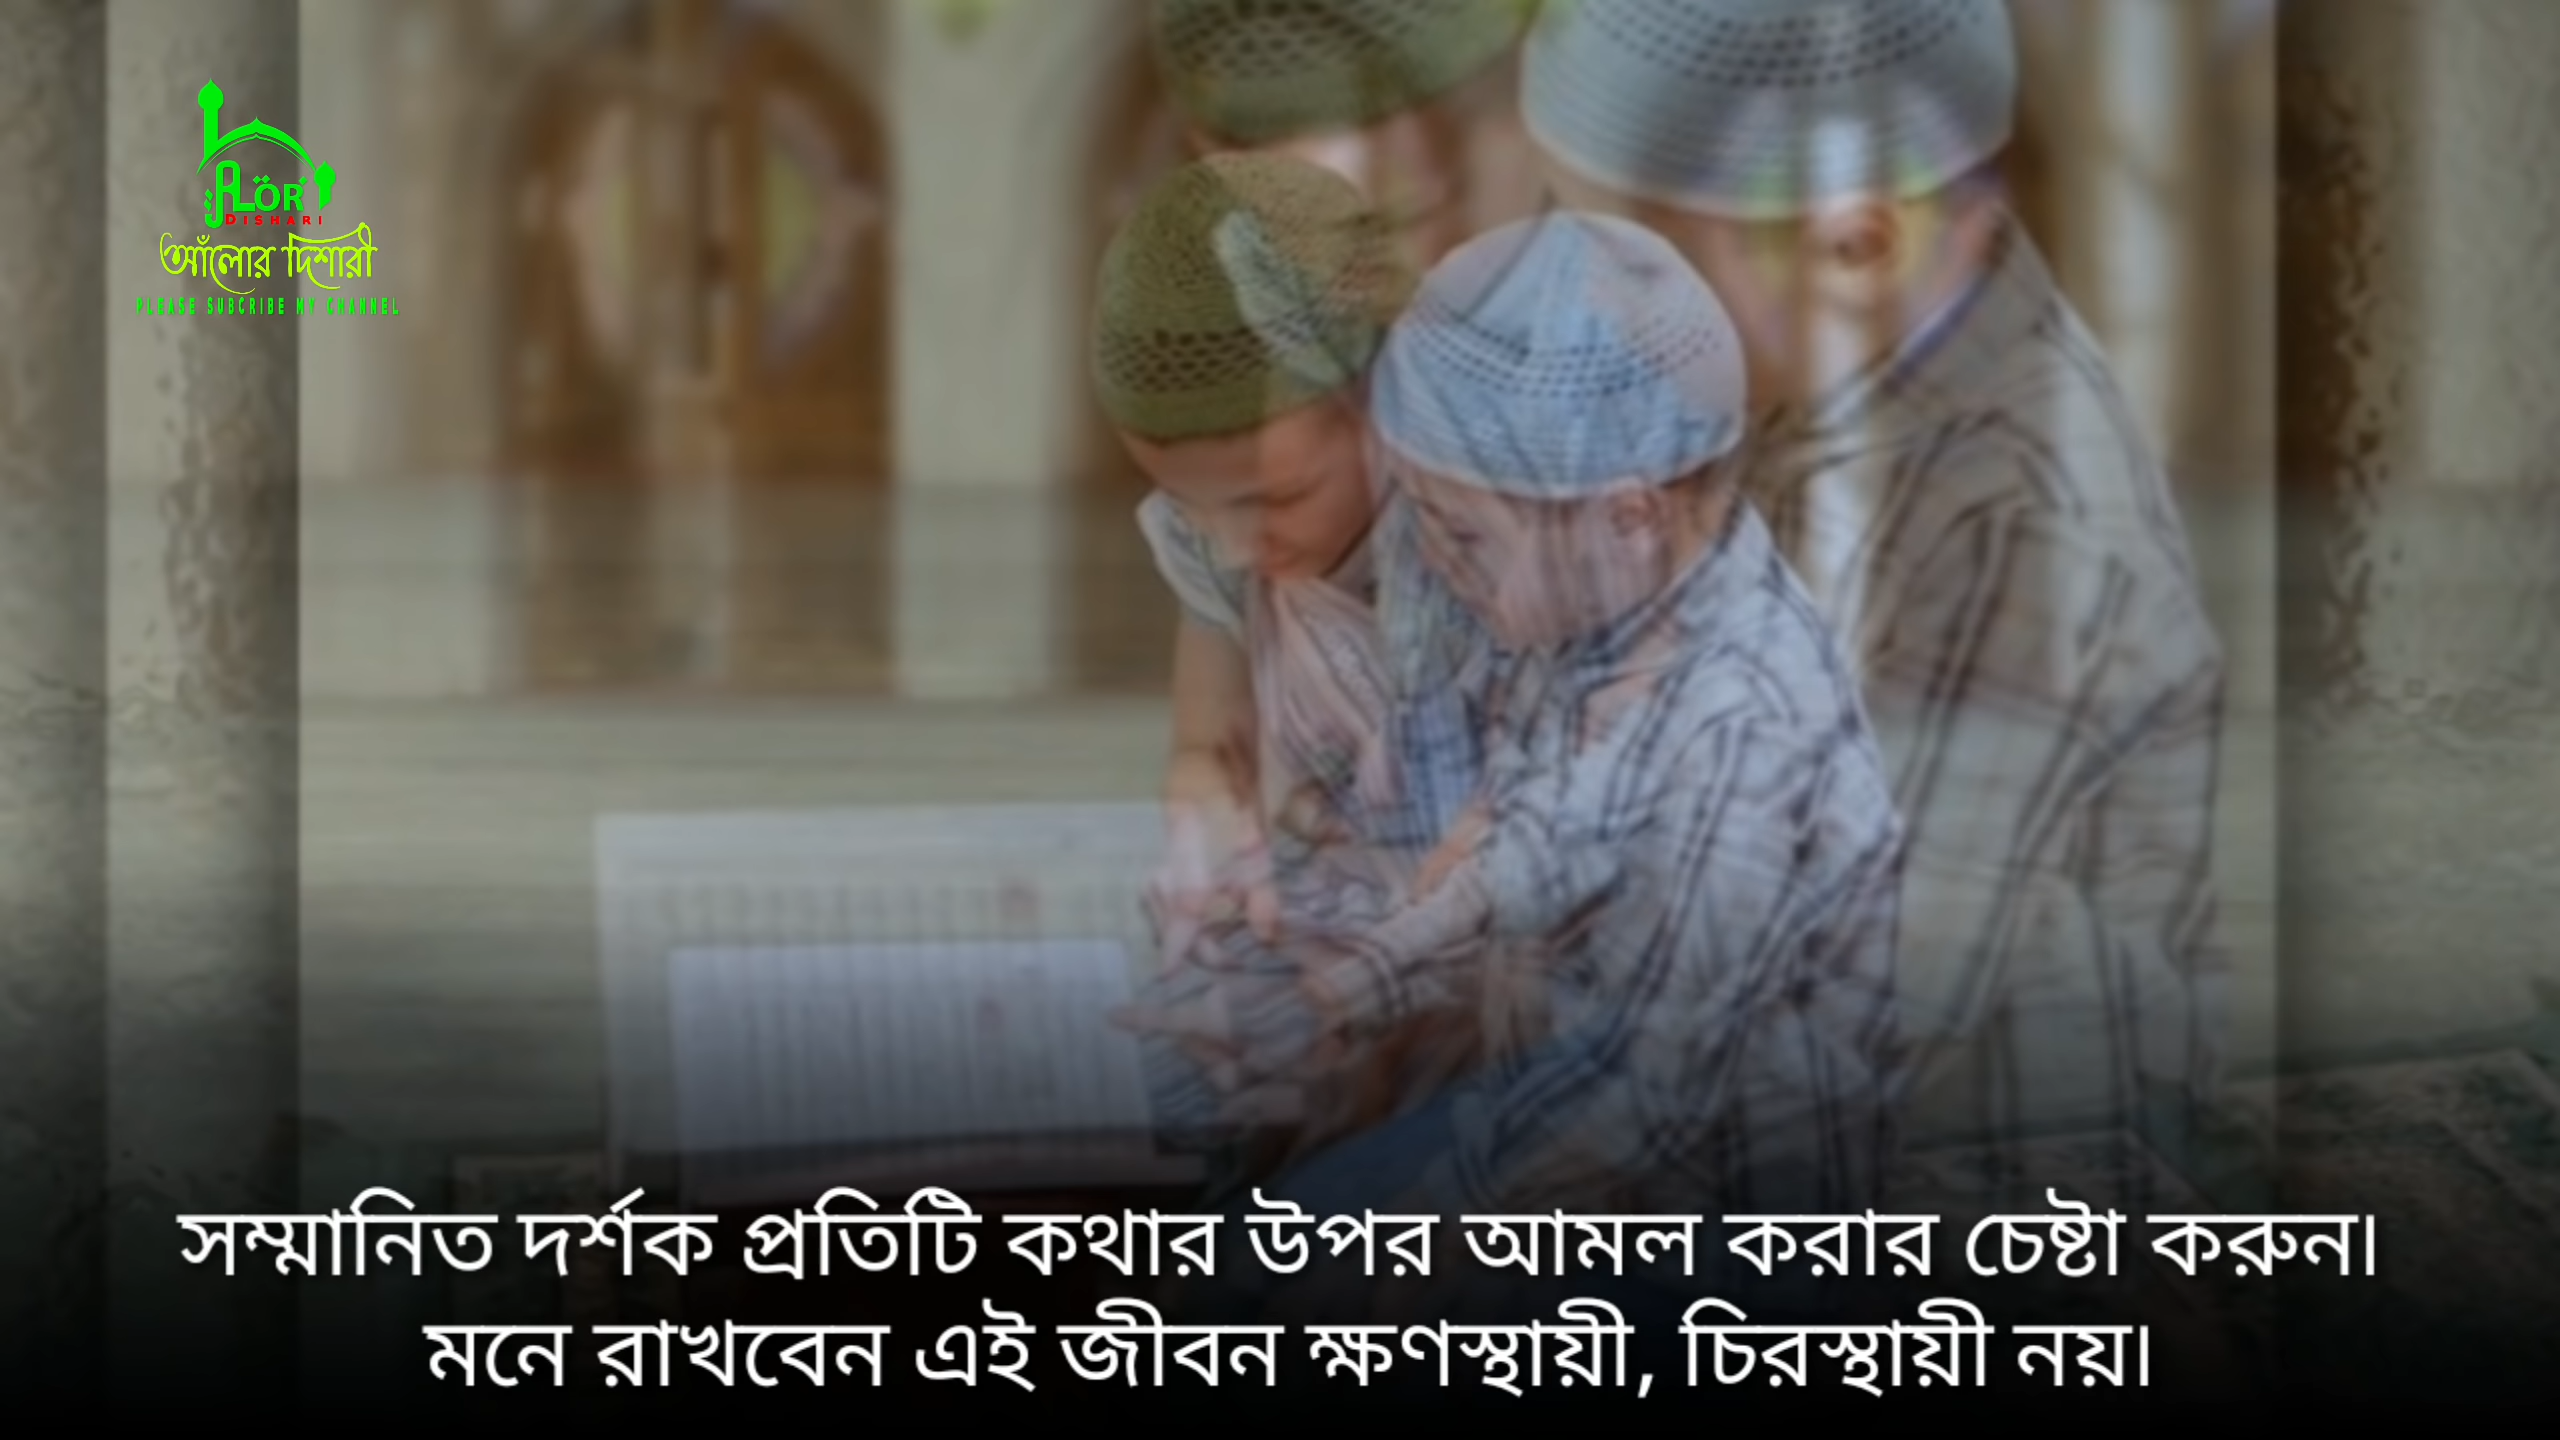 ALOR
DISHARI
আঁলোর দিশারী
PLEASE SUBCRIBE MY CHANNEL
সম্মানিত দর্শক প্রতিটি কথার উপর আমল করার চেষ্টা করুন।
মনে রাখবেন এই জীবন ক্ষণস্থায়ী, চিরস্থায়ী নয়।